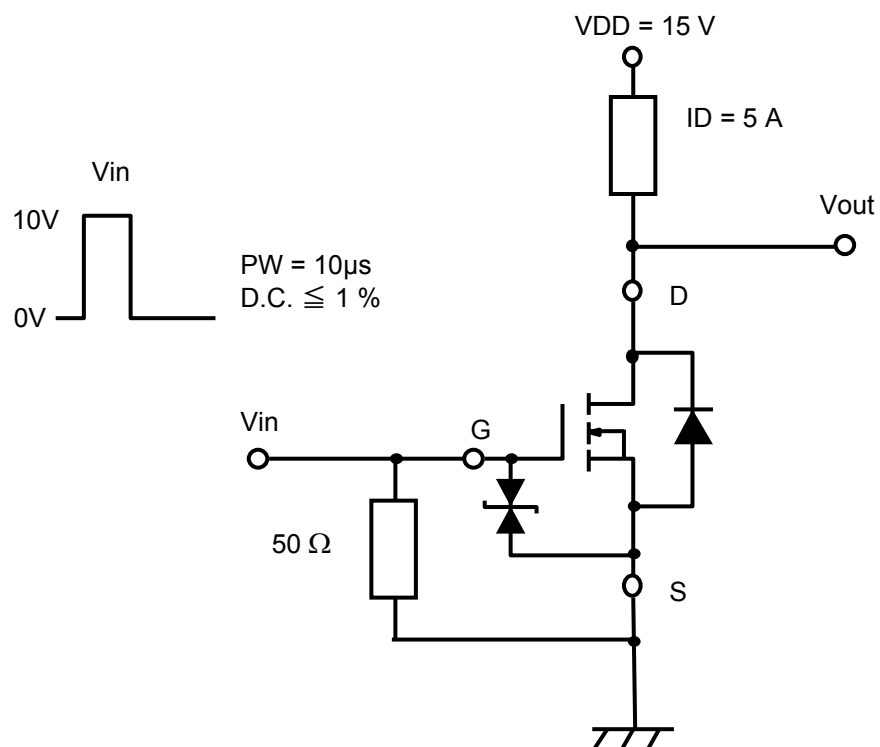 VDD = 15 V
ID = 5 A
Vin
Vout
10V
PW = 10µs
D.C. ≦ 1 %
0V
D
Vin
G
50 Ω
S